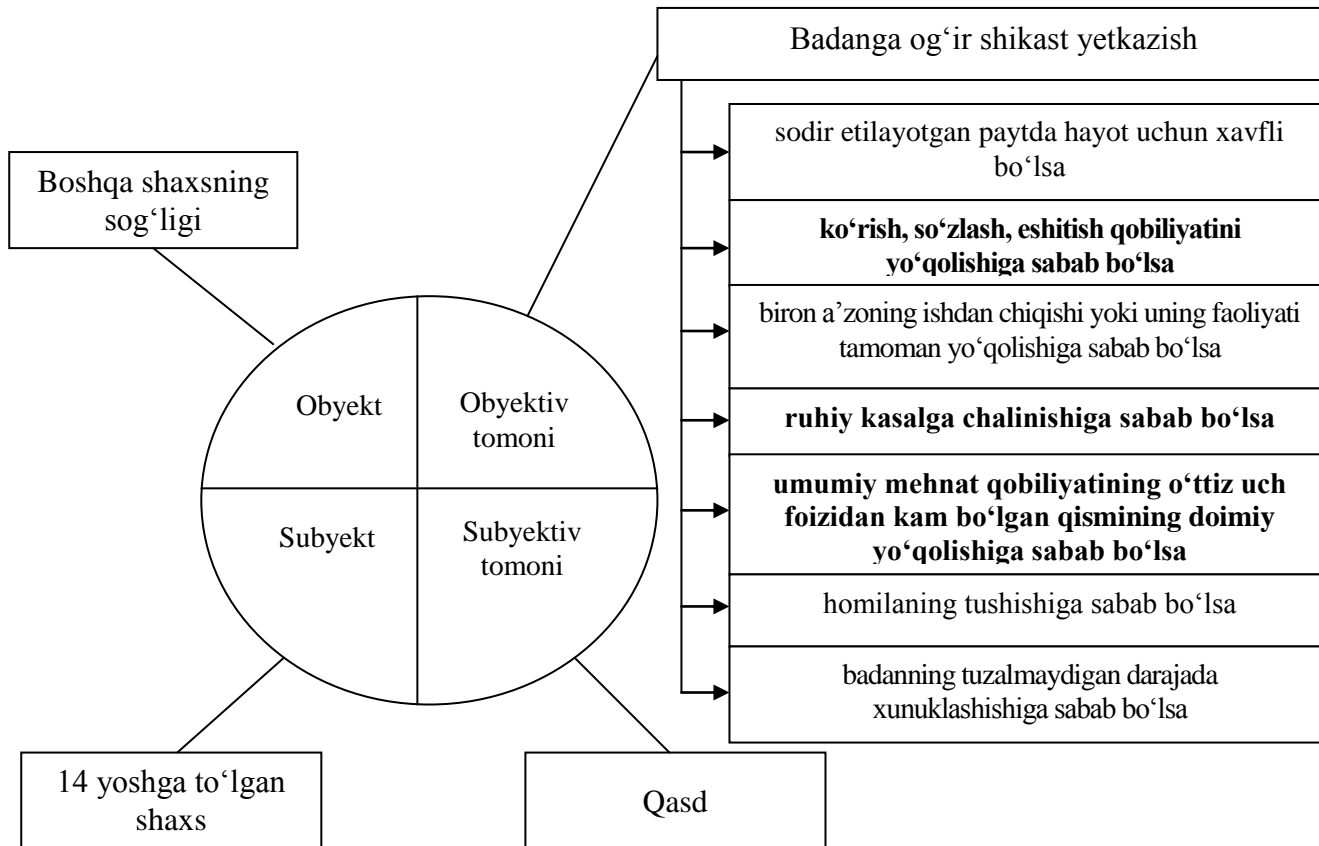 Badanga og‘ir shikast yetkazish
sodir etilayotgan paytda hayot uchun xavfli
bo‘lsa
Boshqa shaxsning
sog‘ligi
ko‘rish, so‘zlash, eshitish qobiliyatini
yo‘qolishiga sabab bo‘lsa
biron a’zoning ishdan chiqishi yoki uning faoliyati
tamoman yo‘qolishiga sabab bo‘lsa
Obyekt
Obyektiv
tomoni
ruhiy kasalga chalinishiga sabab bo‘lsa
umumiy mehnat qobiliyatining o‘ttiz uch
foizidan kam bo‘lgan qismining doimiy
yo‘qolishiga sabab bo‘lsa
Subyekt
Subyektiv
tomoni
homilaning tushishiga sabab bo‘lsa
badanning tuzalmaydigan darajada
xunuklashishiga sabab bo‘lsa
14 yoshga to‘lgan
shaxs
Qasd